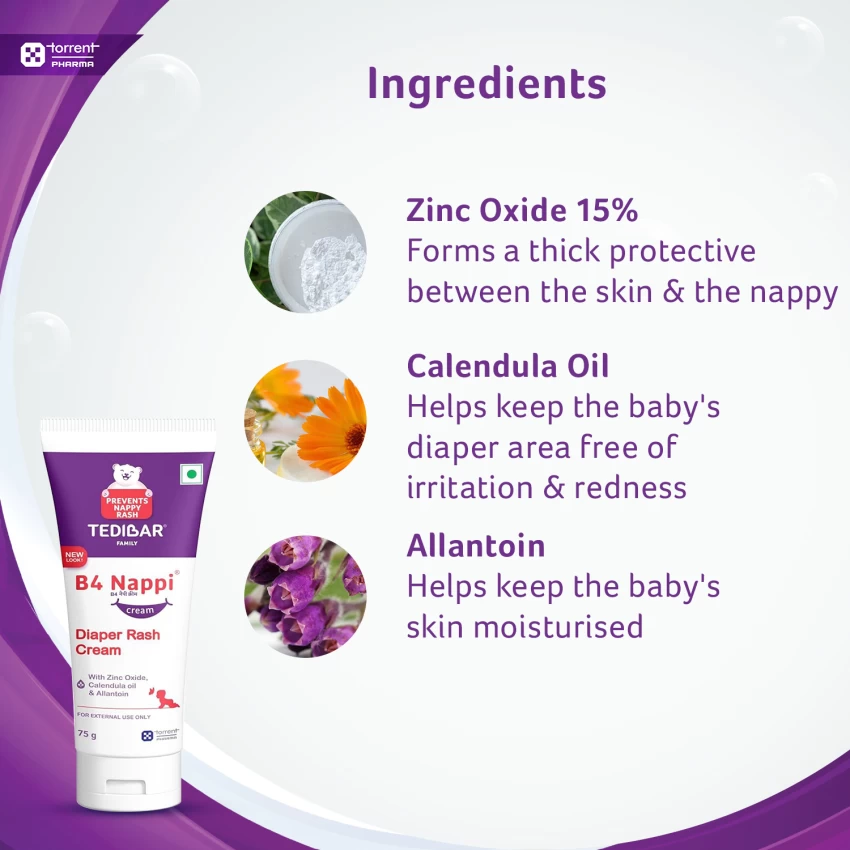 torrent
PHARMA
Ingredients
Zinc Oxide 15%
Forms a thick protective
between the skin & the nappy
Calendula Oil
Helps keep the baby's
diaper area free of
irritation & redness
Allantoin
Helps keep the baby's
skin moisturised
PREVENTS
NAPPY
RASH
TEDIBAR®
FAMILY
NEW
LOOK!
B4 Nappi®
B4 नैपी क्रीम
cream
Diaper Rash
Cream
With Zinc Oxide,
Calendula oil
& Allantoin
FOR EXTERNAL USE ONLY
75 g
torrent
PHARMA